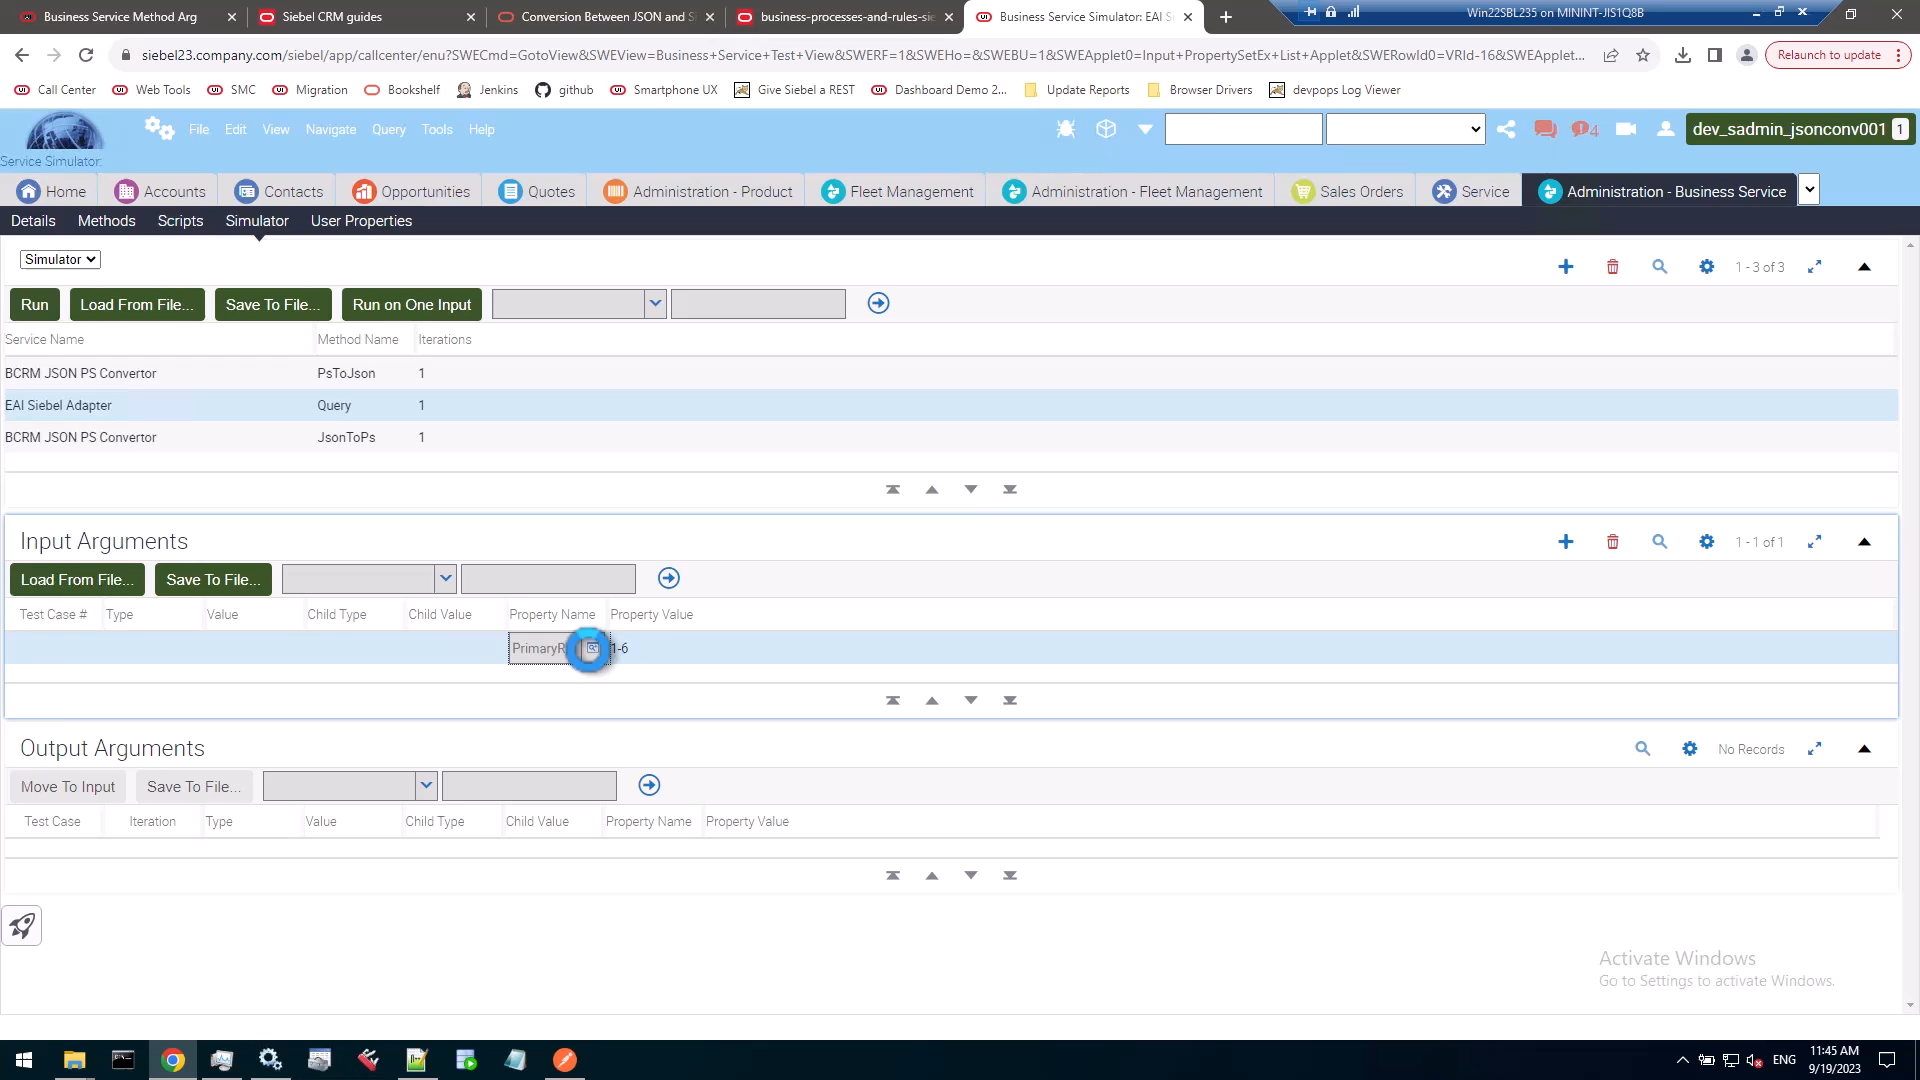 Business Service Method Arg
Siebel CRM guides
Conversion Between JSON and S
business-processes-and-rules-sie
Business Service Simulator: EAI S
Win22SBL235 on MININT-JIS1Q8B
siebel23.company.com/siebel/app/callcenter/enu?SWECmd=GotoView&SWEView=Business+Service+Test+View&SWERF=1&SWEHo=&SWEBU=1&SWEApplet0=Input+PropertySetEx+List+Applet&SWERowId0=VRId-16&SWEApplet...
Relaunch to update
Call Center
Web Tools
SMC
Migration
Bookshelf
Jenkins
github
Smartphone UX
Give Siebel a REST
Dashboard Demo 2...
Update Reports
Browser Drivers
devpops Log Viewer
File Edit View Navigate Query Tools Help
4
dev_sadmin_jsonconv001 1
Service Simulator:
Home
Accounts
Contacts
Opportunities
Quotes
Administration - Product
Fleet Management
Administration - Fleet Management
Sales Orders
Service
Administration - Business Service
Details Methods Scripts Simulator User Properties
Simulator
1 - 3 of 3
Run
Load From File...
Save To File...
Run on One Input
Service Name Method Name Iterations
BCRM JSON PS Convertor PsToJson 1
EAI Siebel Adapter Query 1
BCRM JSON PS Convertor JsonToPs 1
Input Arguments
1 - 1 of 1
Load From File...
Save To File...
Test Case # Type Value Child Type Child Value Property Name Property Value
PrimaryR 1-6
Output Arguments
No Records
Move To Input
Save To File...
Test Case Iteration Type Value Child Type Child Value Property Name Property Value
Activate Windows
Go to Settings to activate Windows.
ENG
11:45 AM
9/19/2023